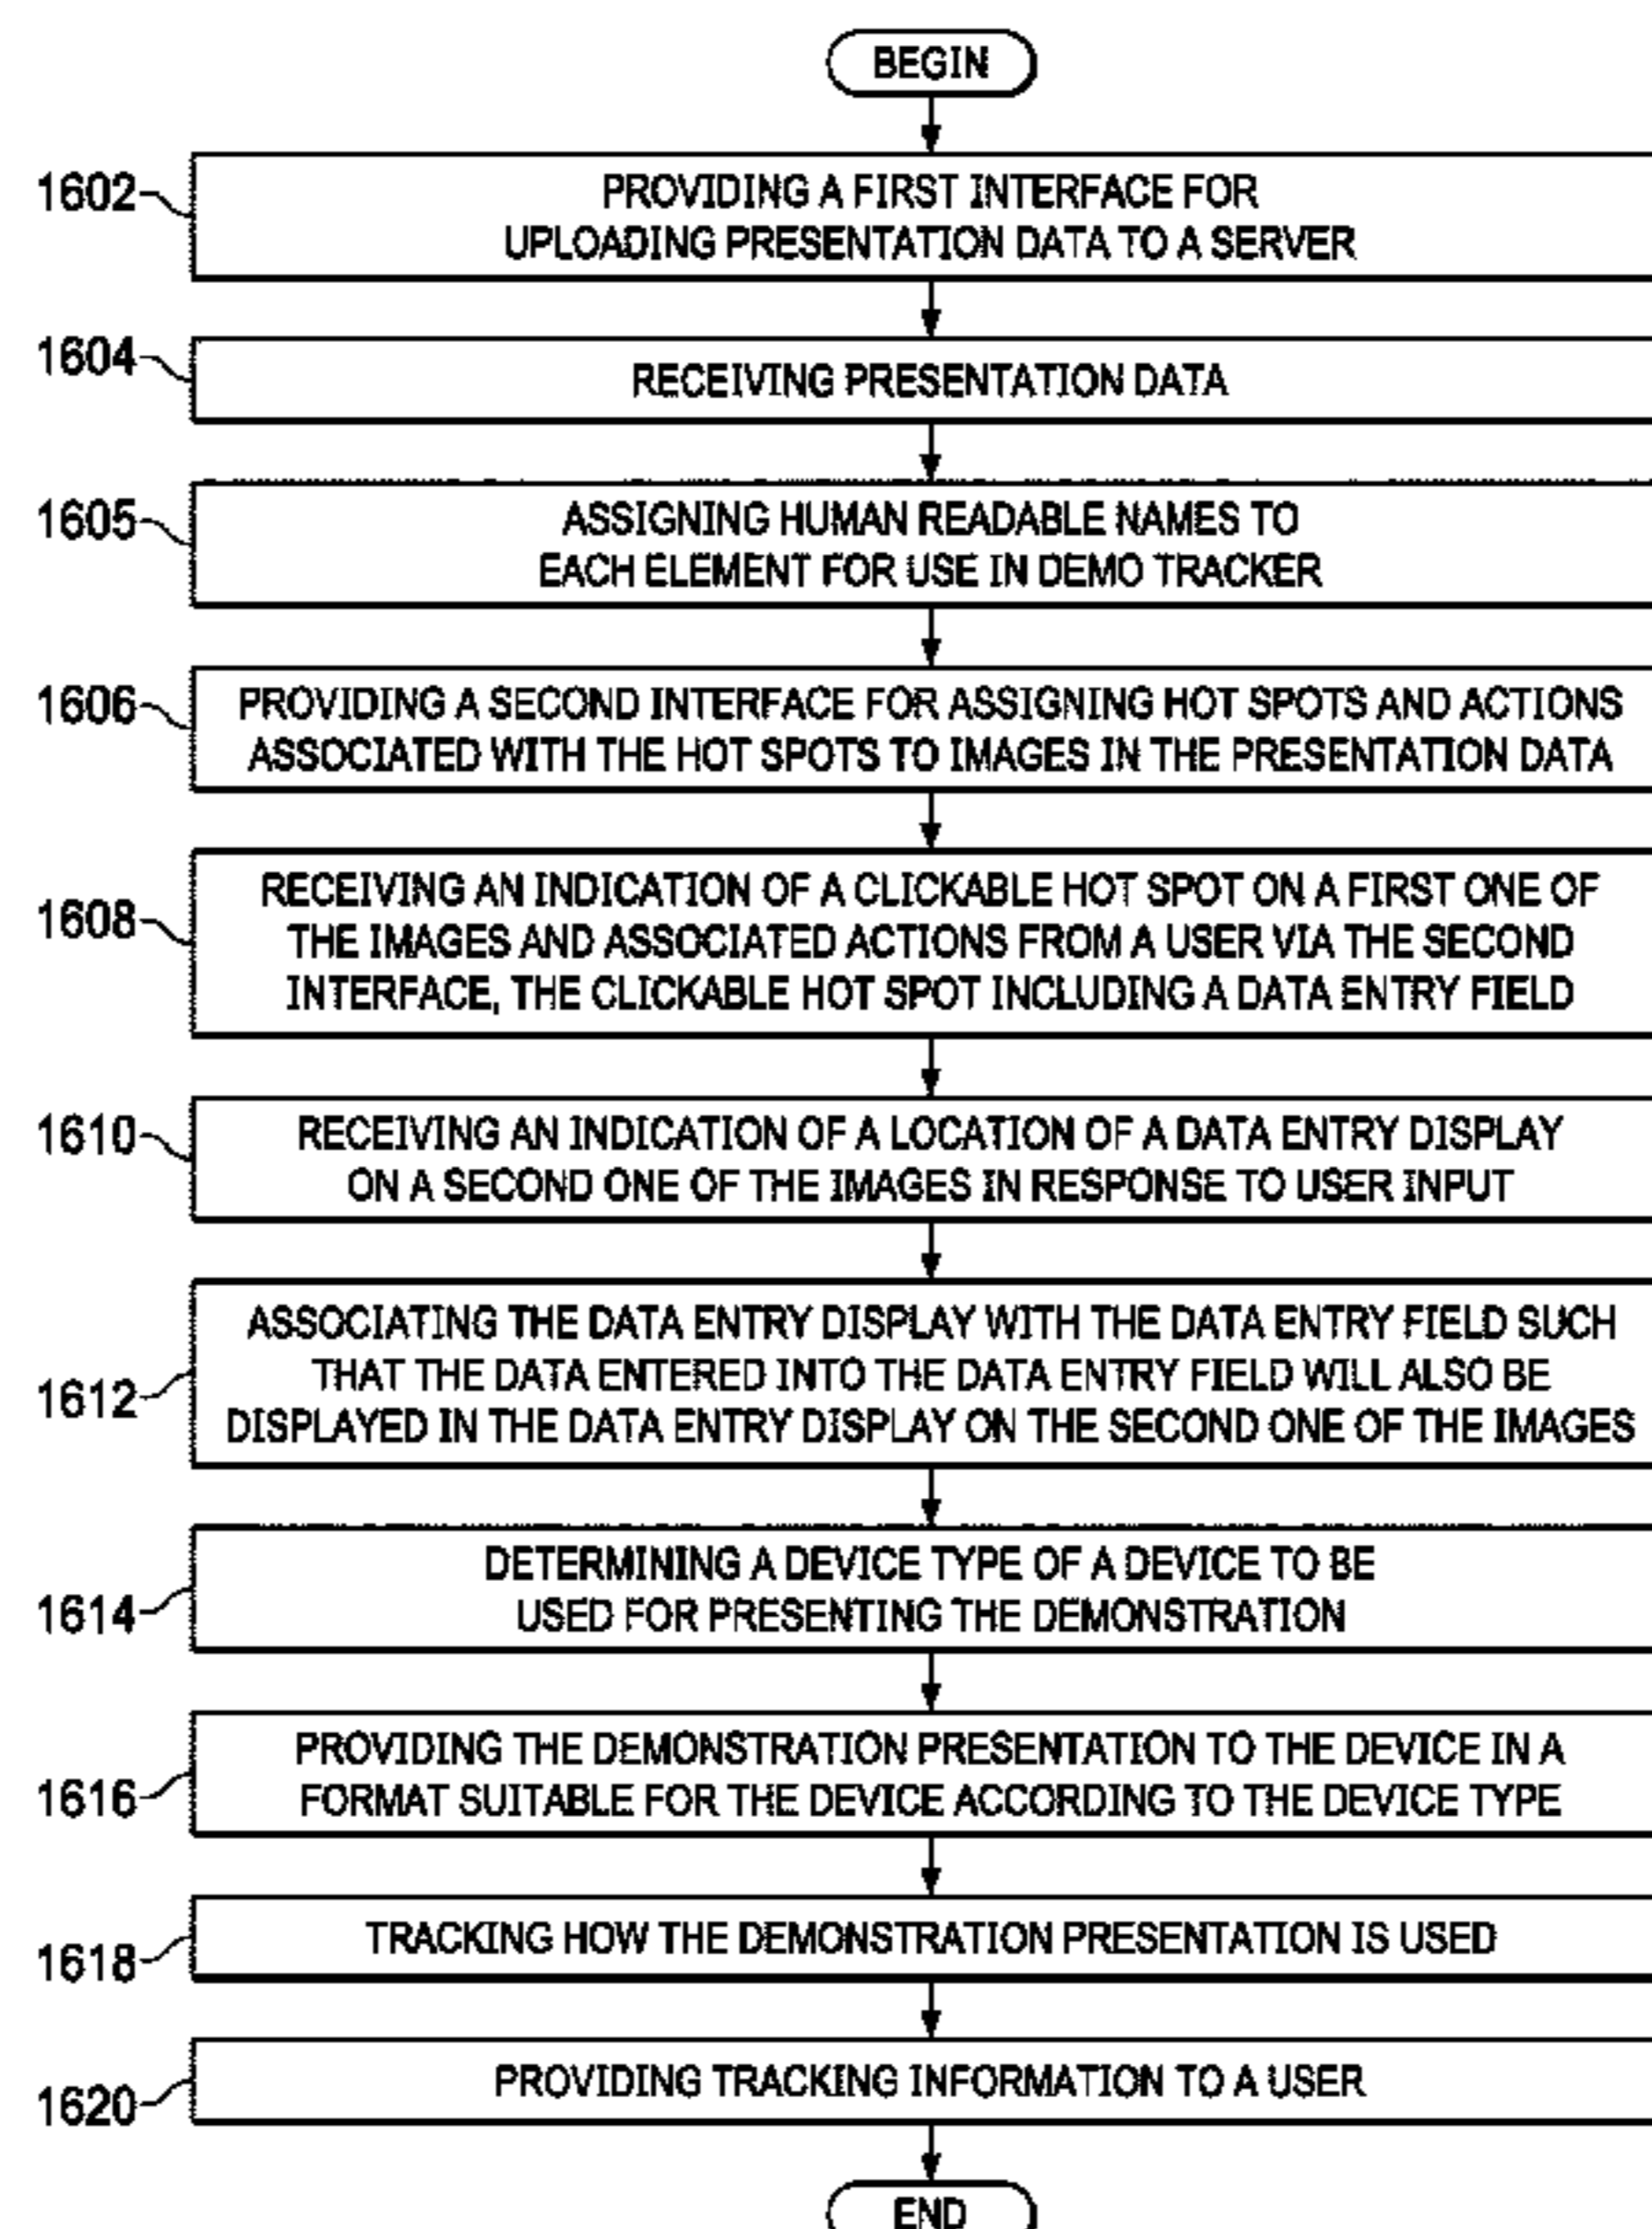 BEGIN
1602
PROVIDING A FIRST INTERFACE FOR
UPLOADING PRESENTATION DATA TO A SERVER
1604
RECEIVING PRESENTATION DATA
1605
ASSIGNING HUMAN READABLE NAMES TO
EACH ELEMENT FOR USE IN DEMO TRACKER
1606
PROVIDING A SECOND INTERFACE FOR ASSIGNING HOT SPOTS AND ACTIONS
ASSOCIATED WITH THE HOT SPOTS TO IMAGES IN THE PRESENTATION DATA
1608
RECEIVING AN INDICATION OF A CLICKABLE HOT SPOT ON A FIRST ONE OF
THE IMAGES AND ASSOCIATED ACTIONS FROM A USER VIA THE SECOND
INTERFACE, THE CLICKABLE HOT SPOT INCLUDING A DATA ENTRY FIELD
1610
RECEIVING AN INDICATION OF A LOCATION OF A DATA ENTRY DISPLAY
ON A SECOND ONE OF THE IMAGES IN RESPONSE TO USER INPUT
1612
ASSOCIATING THE DATA ENTRY DISPLAY WITH THE DATA ENTRY FIELD SUCH
THAT THE DATA ENTERED INTO THE DATA ENTRY FIELD WILL ALSO BE
DISPLAYED IN THE DATA ENTRY DISPLAY ON THE SECOND ONE OF THE IMAGES
1614
DETERMINING A DEVICE TYPE OF A DEVICE TO BE
USED FOR PRESENTING THE DEMONSTRATION
1616
PROVIDING THE DEMONSTRATION PRESENTATION TO THE DEVICE IN A
FORMAT SUITABLE FOR THE DEVICE ACCORDING TO THE DEVICE TYPE
1618
TRACKING HOW THE DEMONSTRATION PRESENTATION IS USED
1620
PROVIDING TRACKING INFORMATION TO A USER
END